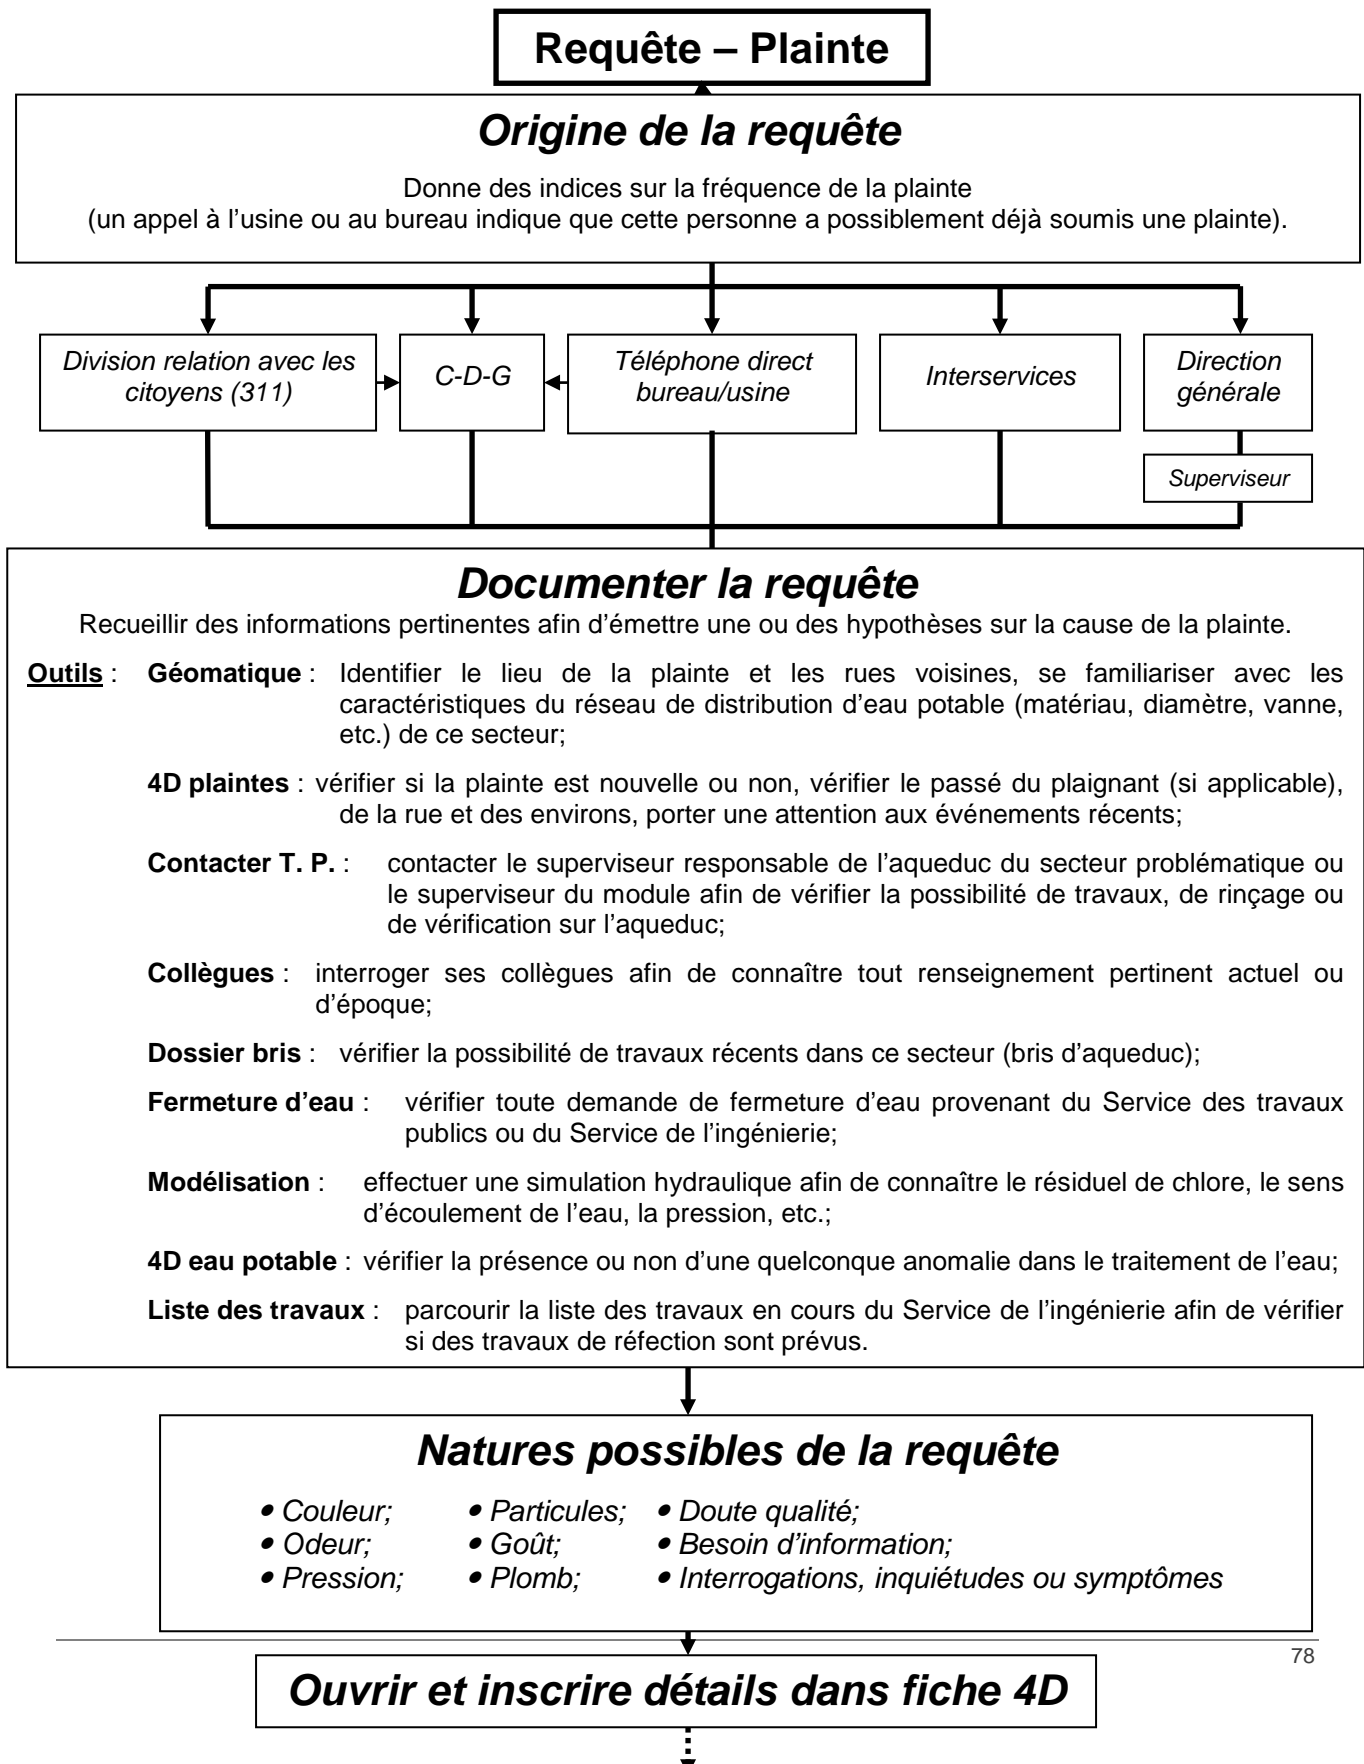 Requête – Plainte
Origine de la requête
Donne des indices sur la fréquence de la plainte
(un appel à l’usine ou au bureau indique que cette personne a possiblement déjà soumis une plainte).
Division relation avec les
citoyens (311)
C-D-G
Téléphone direct
bureau/usine
Interservices
Direction
générale
Superviseur
Documenter la requête
Recueillir des informations pertinentes afin d’émettre une ou des hypothèses sur la cause de la plainte.
Outils : Géomatique : Identifier le lieu de la plainte et les rues voisines, se familiariser avec les
caractéristiques du réseau de distribution d’eau potable (matériau, diamètre, vanne,
etc.) de ce secteur;
4D plaintes : vérifier si la plainte est nouvelle ou non, vérifier le passé du plaignant (si applicable),
de la rue et des environs, porter une attention aux événements récents;
Contacter T. P. : contacter le superviseur responsable de l’aqueduc du secteur problématique ou
le superviseur du module afin de vérifier la possibilité de travaux, de rinçage ou
de vérification sur l’aqueduc;
Collègues : interroger ses collègues afin de connaître tout renseignement pertinent actuel ou
d’époque;
Dossier bris : vérifier la possibilité de travaux récents dans ce secteur (bris d’aqueduc);
Fermeture d’eau : vérifier toute demande de fermeture d’eau provenant du Service des travaux
publics ou du Service de l’ingénierie;
Modélisation : effectuer une simulation hydraulique afin de connaître le résiduel de chlore, le sens
d’écoulement de l’eau, la pression, etc.;
4D eau potable : vérifier la présence ou non d’une quelconque anomalie dans le traitement de l’eau;
Liste des travaux : parcourir la liste des travaux en cours du Service de l’ingénierie afin de vérifier
si des travaux de réfection sont prévus.
Natures possibles de la requête
• Couleur; • Particules; • Doute qualité;
• Odeur; • Goût; • Besoin d’information;
• Pression; • Plomb; • Interrogations, inquiétudes ou symptômes
78
Ouvrir et inscrire détails dans fiche 4D